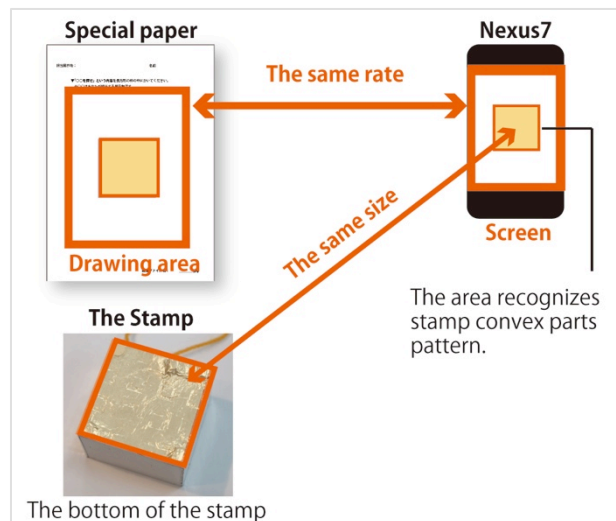 Special paper
Nexus7
The same rate
Drawing area
The same size
Screen
The Stamp
The area recognizes
stamp convex parts
pattern.
The bottom of the stamp